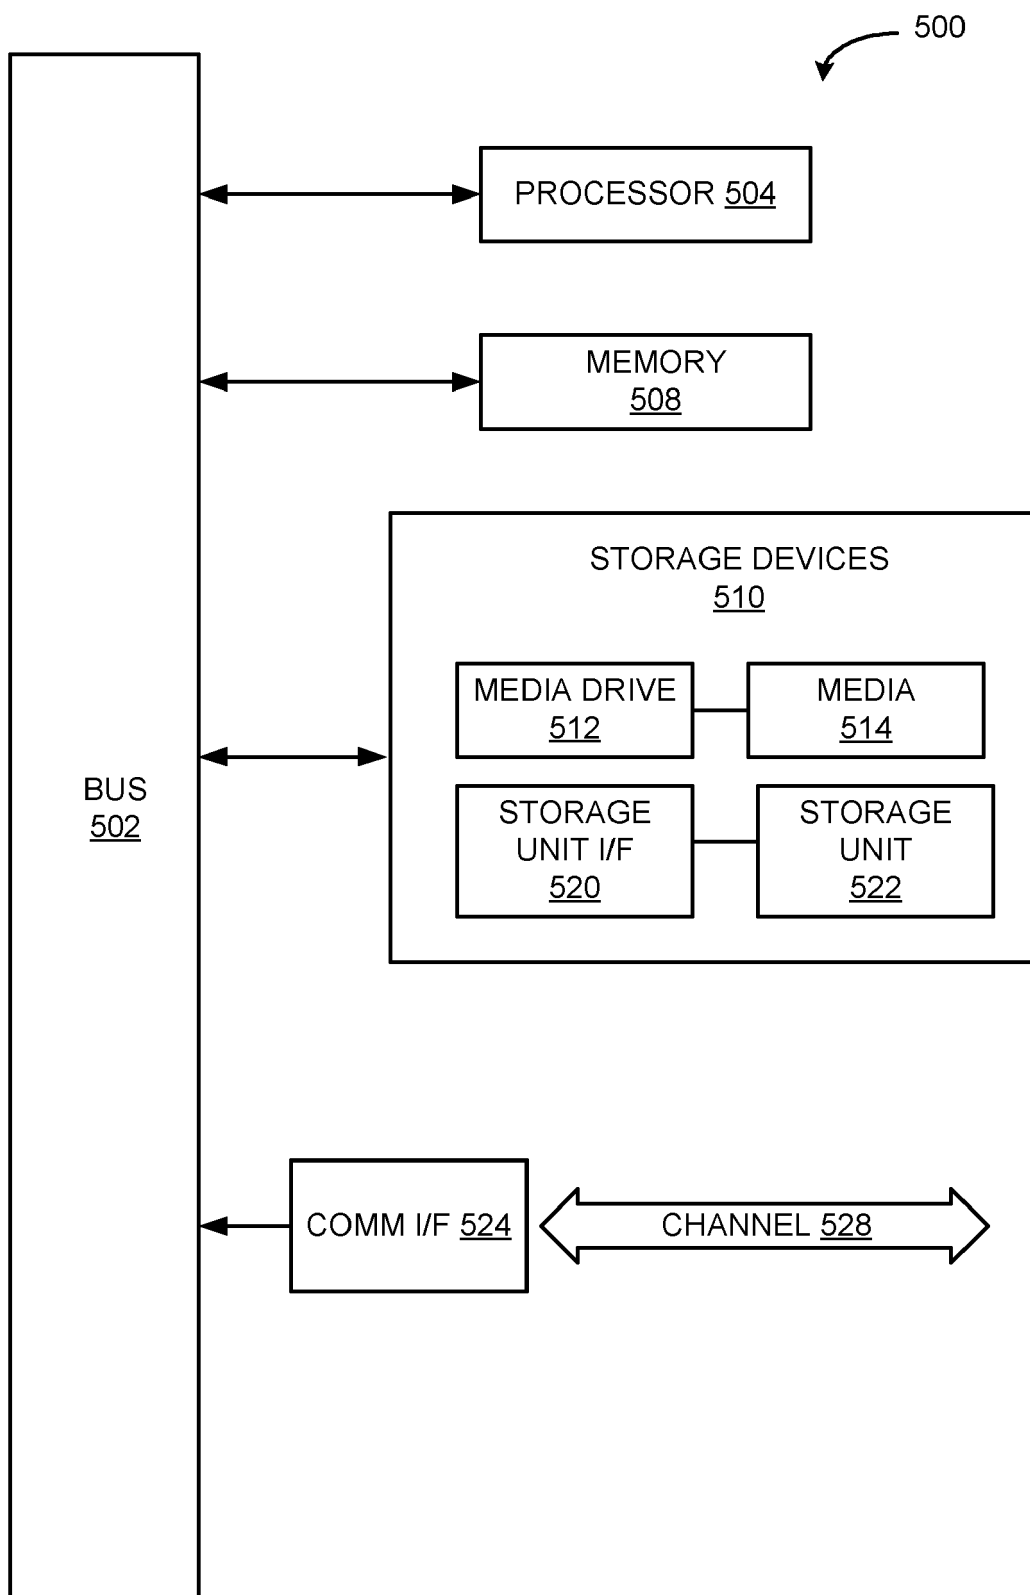 500
PROCESSOR 504
MEMORY
508
STORAGE DEVICES
510
MEDIA DRIVE
512
MEDIA
514
BUS
502
STORAGE
UNIT I/F
520
STORAGE
UNIT
522
COMM I/F 524
CHANNEL 528